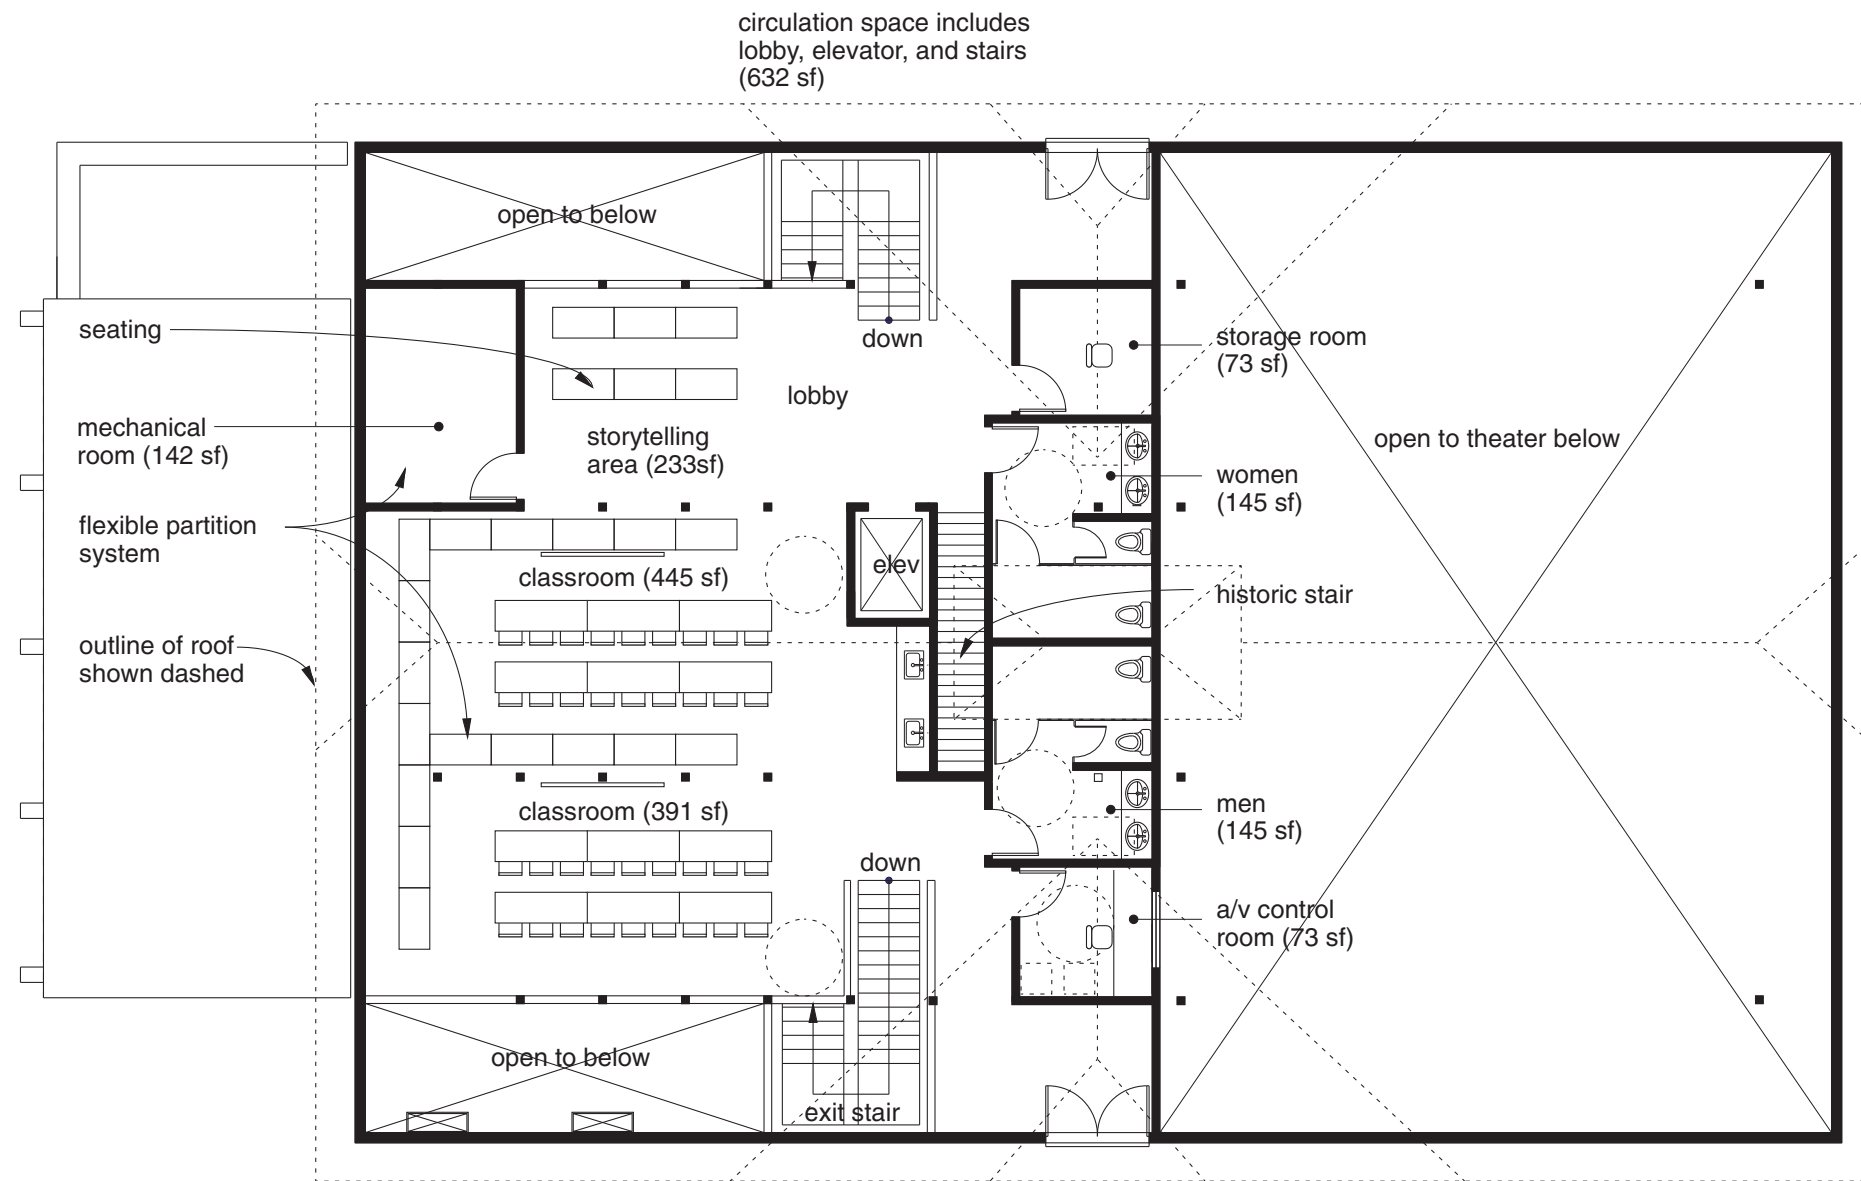 circulation space includes
lobby, elevator, and stairs
(632 sf)
open to below
seating
down
storage room
(73 sf)
lobby
mechanical
room (142 sf)
storytelling
area (233sf)
open to theater below
women
(145 sf)
flexible partition
system
classroom (445 sf)
elev
historic stair
outline of roof
shown dashed
classroom (391 sf)
men
(145 sf)
down
a/v control
room (73 sf)
open to below
exit stair